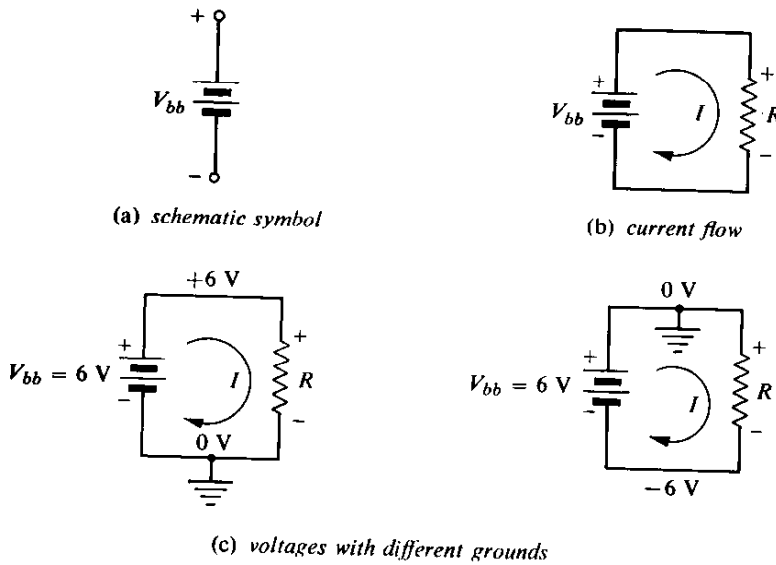 +
V_bb
−
(a) schematic symbol
+
V_bb
−
I
+
R
−
(b) current flow
+6 V
+
V_bb = 6 V
−
I
+
R
−
0 V
0 V
+
V_bb = 6 V
−
I
+
R
−
−6 V
(c) voltages with different grounds